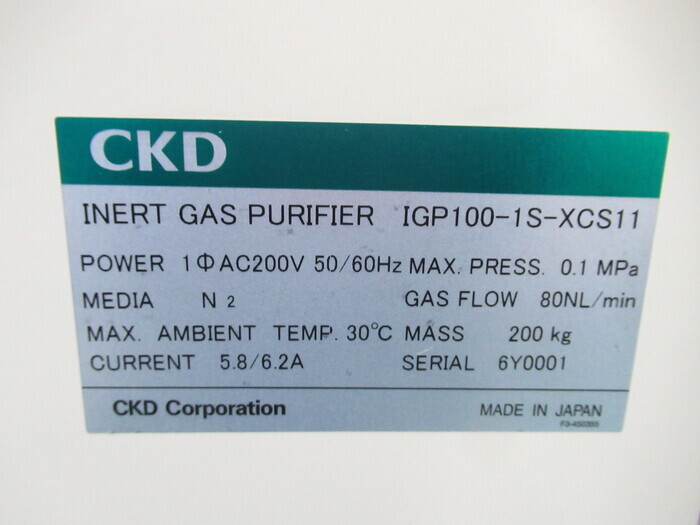 CKD
INERT GAS PURIFIER IGP100-1S-XCS11
POWER 1ΦAC200V 50/60Hz MAX. PRESS. 0.1 MPa
MEDIA N2 GAS FLOW 80NL/min
MAX. AMBIENT TEMP. 30℃ MASS 200 kg
CURRENT 5.8/6.2A SERIAL 6Y0001
CKD Corporation MADE IN JAPAN